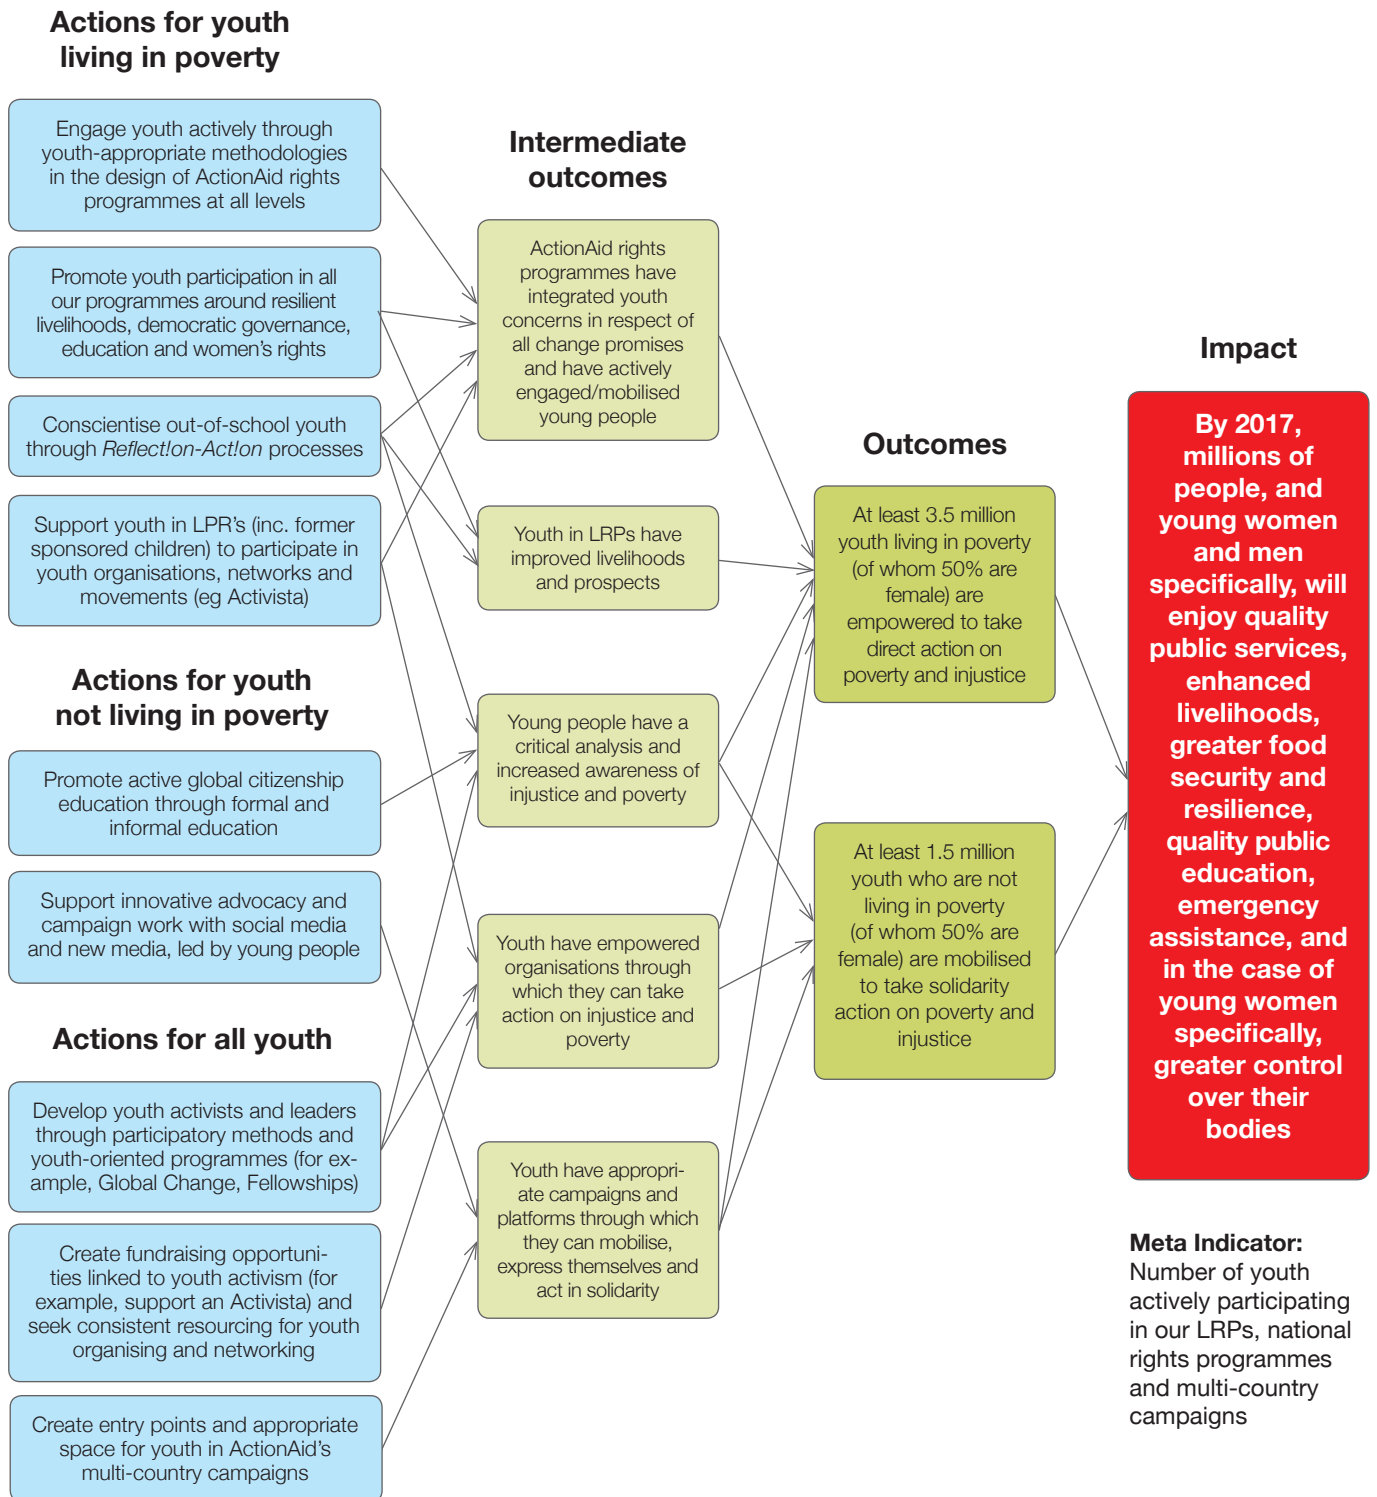 Actions for youth
living in poverty
Engage youth actively through
youth-appropriate methodologies
in the design of ActionAid rights
programmes at all levels
Promote youth participation in all
our programmes around resilient
livelihoods, democratic governance,
education and women's rights
Conscientise out-of-school youth
through Reflect!on-Act!on processes
Support youth in LPR's (inc. former
sponsored children) to participate in
youth organisations, networks and
movements (eg Activista)
Actions for youth
not living in poverty
Promote active global citizenship
education through formal and
informal education
Support innovative advocacy and
campaign work with social media
and new media, led by young people
Actions for all youth
Develop youth activists and leaders
through participatory methods and
youth-oriented programmes (for ex-
ample, Global Change, Fellowships)
Create fundraising opportuni-
ties linked to youth activism (for
example, support an Activista) and
seek consistent resourcing for youth
organising and networking
Create entry points and appropriate
space for youth in ActionAid's
multi-country campaigns
Intermediate
outcomes
ActionAid rights
programmes have
integrated youth
concerns in respect of
all change promises
and have actively
engaged/mobilised
young people
Youth in LRPs have
improved livelihoods
and prospects
Young people have a
critical analysis and
increased awareness of
injustice and poverty
Youth have empowered
organisations through
which they can take
action on injustice and
poverty
Youth have appropri-
ate campaigns and
platforms through which
they can mobilise,
express themselves and
act in solidarity
Outcomes
At least 3.5 million
youth living in poverty
(of whom 50% are
female) are
empowered to take
direct action on
poverty and injustice
At least 1.5 million
youth who are not
living in poverty
(of whom 50% are
female) are mobilised
to take solidarity
action on poverty and
injustice
Impact
By 2017,
millions of
people, and
young women
and men
specifically, will
enjoy quality
public services,
enhanced
livelihoods,
greater food
security and
resilience,
quality public
education,
emergency
assistance, and
in the case of
young women
specifically,
greater control
over their
bodies
Meta Indicator:
Number of youth
actively participating
in our LRPs, national
rights programmes
and multi-country
campaigns